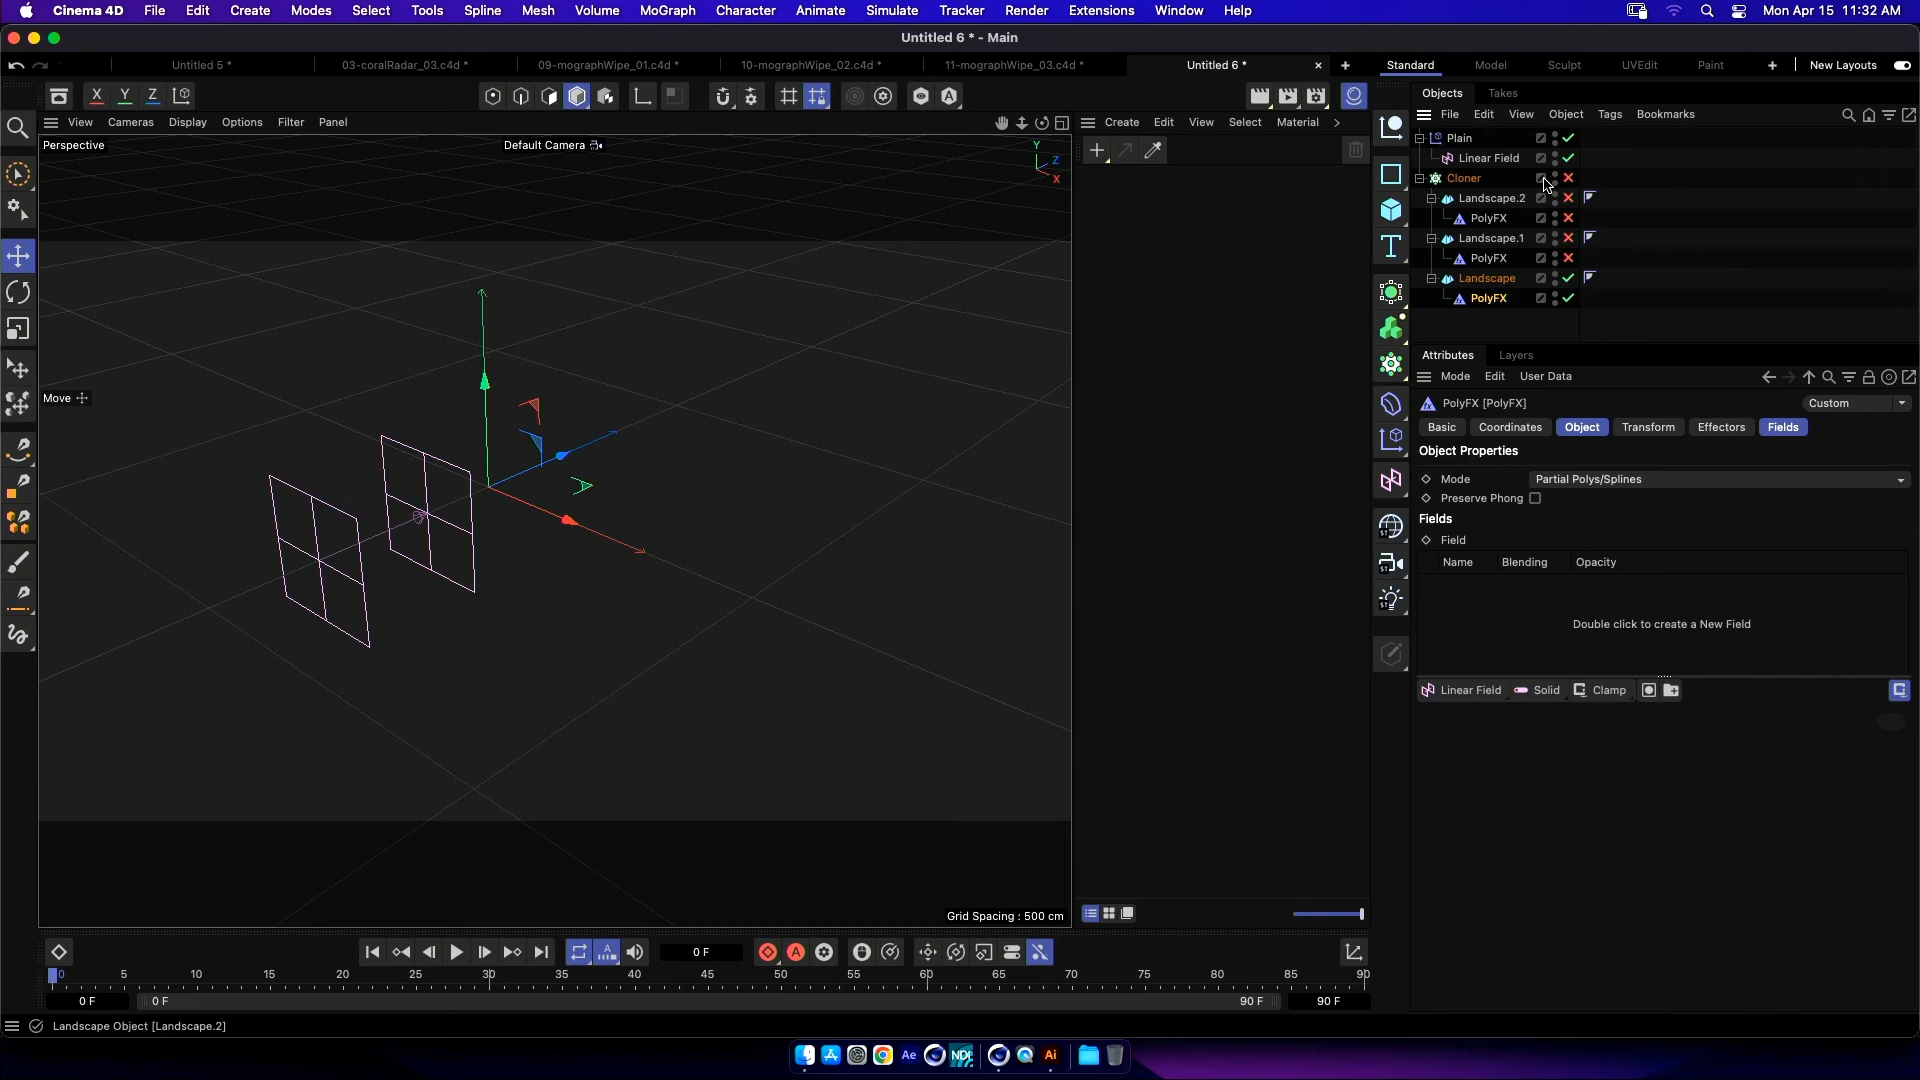 Cinema 4D File Edit Create Modes Select Tools Spline Mesh Volume MoGraph Character Animate Simulate Tracker Render Extensions Window Help Mon Apr 15 11:32 AM
Untitled 6 * - Main
Untitled 5 * 03-coralRadar_03.c4d * 09-mographWipe_01.c4d * 10-mographWipe_02.c4d * 11-mographWipe_03.c4d * Untitled 6 * Standard Model Sculpt UVEdit Paint New Layouts
X Y Z
Objects Takes
View Cameras Display Options Filter Panel
Create Edit View Select Material
File Edit View Object Tags Bookmarks
Perspective
Default Camera
Y
Z
X
Plain
Linear Field
Cloner
Landscape.2
PolyFX
Landscape.1
PolyFX
Landscape
PolyFX
Attributes Layers
Mode Edit User Data
Move
PolyFX [PolyFX]
Custom
Basic Coordinates Object Transform Effectors Fields
Object Properties
Mode Partial Polys/Splines
Preserve Phong
Fields
Field
Name Blending Opacity
Double click to create a New Field
Linear Field Solid Clamp
Grid Spacing : 500 cm
0 F
0 5 10 15 20 25 30 35 40 45 50 55 60 65 70 75 80 85 90
0 F 0 F 90 F 90 F
Landscape Object [Landscape.2]
Ae NDI Ai